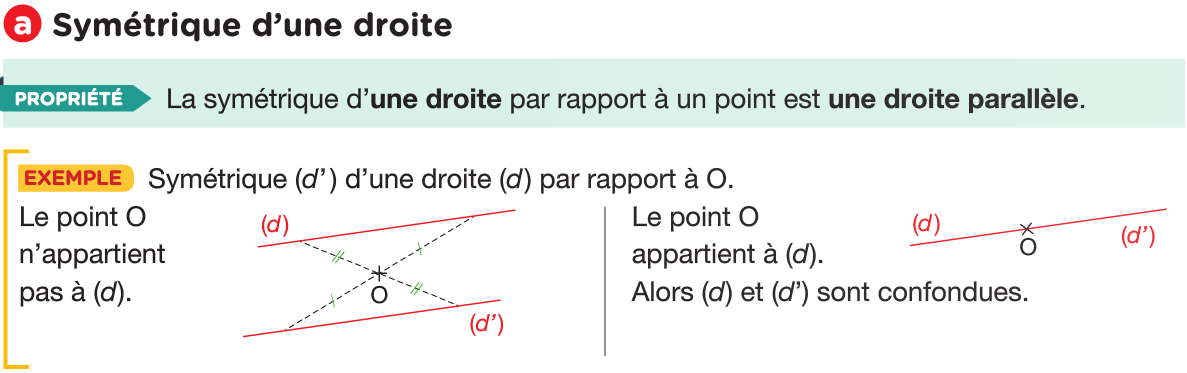 a Symétrique d’une droite
PROPRIÉTÉ La symétrique d’une droite par rapport à un point est une droite parallèle.
EXEMPLE Symétrique (d’) d’une droite (d) par rapport à O.
Le point O
n’appartient
pas à (d).
(d)
O
(d’)
Le point O
appartient à (d).
Alors (d) et (d’) sont confondues.
(d)
O
(d’)